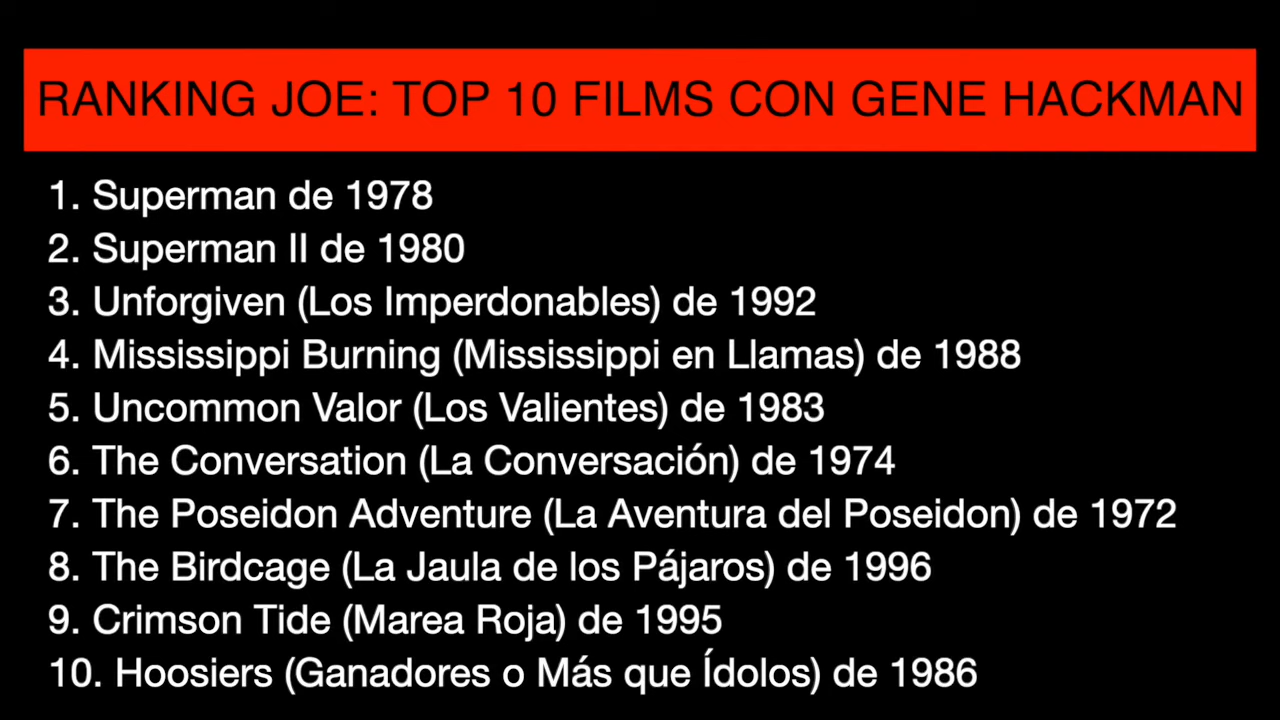 RANKING JOE: TOP 10 FILMS CON GENE HACKMAN
1. Superman de 1978
2. Superman II de 1980
3. Unforgiven (Los Imperdonables) de 1992
4. Mississippi Burning (Mississippi en Llamas) de 1988
5. Uncommon Valor (Los Valientes) de 1983
6. The Conversation (La Conversación) de 1974
7. The Poseidon Adventure (La Aventura del Poseidon) de 1972
8. The Birdcage (La Jaula de los Pájaros) de 1996
9. Crimson Tide (Marea Roja) de 1995
10. Hoosiers (Ganadores o Más que Ídolos) de 1986